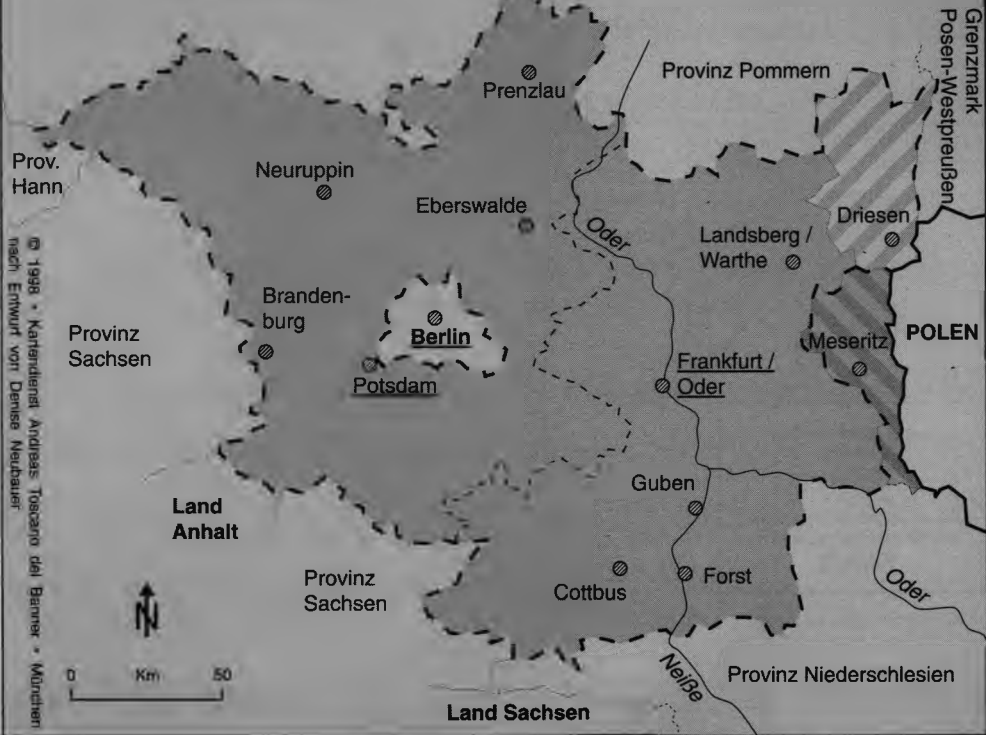 Grenzmark
Posen-Westpreußen
Provinz Pommern
Prenzlau
Prov.
Hann
Neuruppin
Eberswalde
Oder
Driesen
Landsberg /
Warthe
Branden-
burg
Provinz
Sachsen
Berlin
Potsdam
Frankfurt /
Oder
Meseritz
POLEN
Guben
Land
Anhalt
Provinz
Sachsen
Cottbus
Forst
Oder
N
0 Km 50
Neiße
Provinz Niederschlesien
Land Sachsen
© 1998 • Kartendienst Andreas Toscano del Banner • München
nach Entwurf von Denise Neubauer